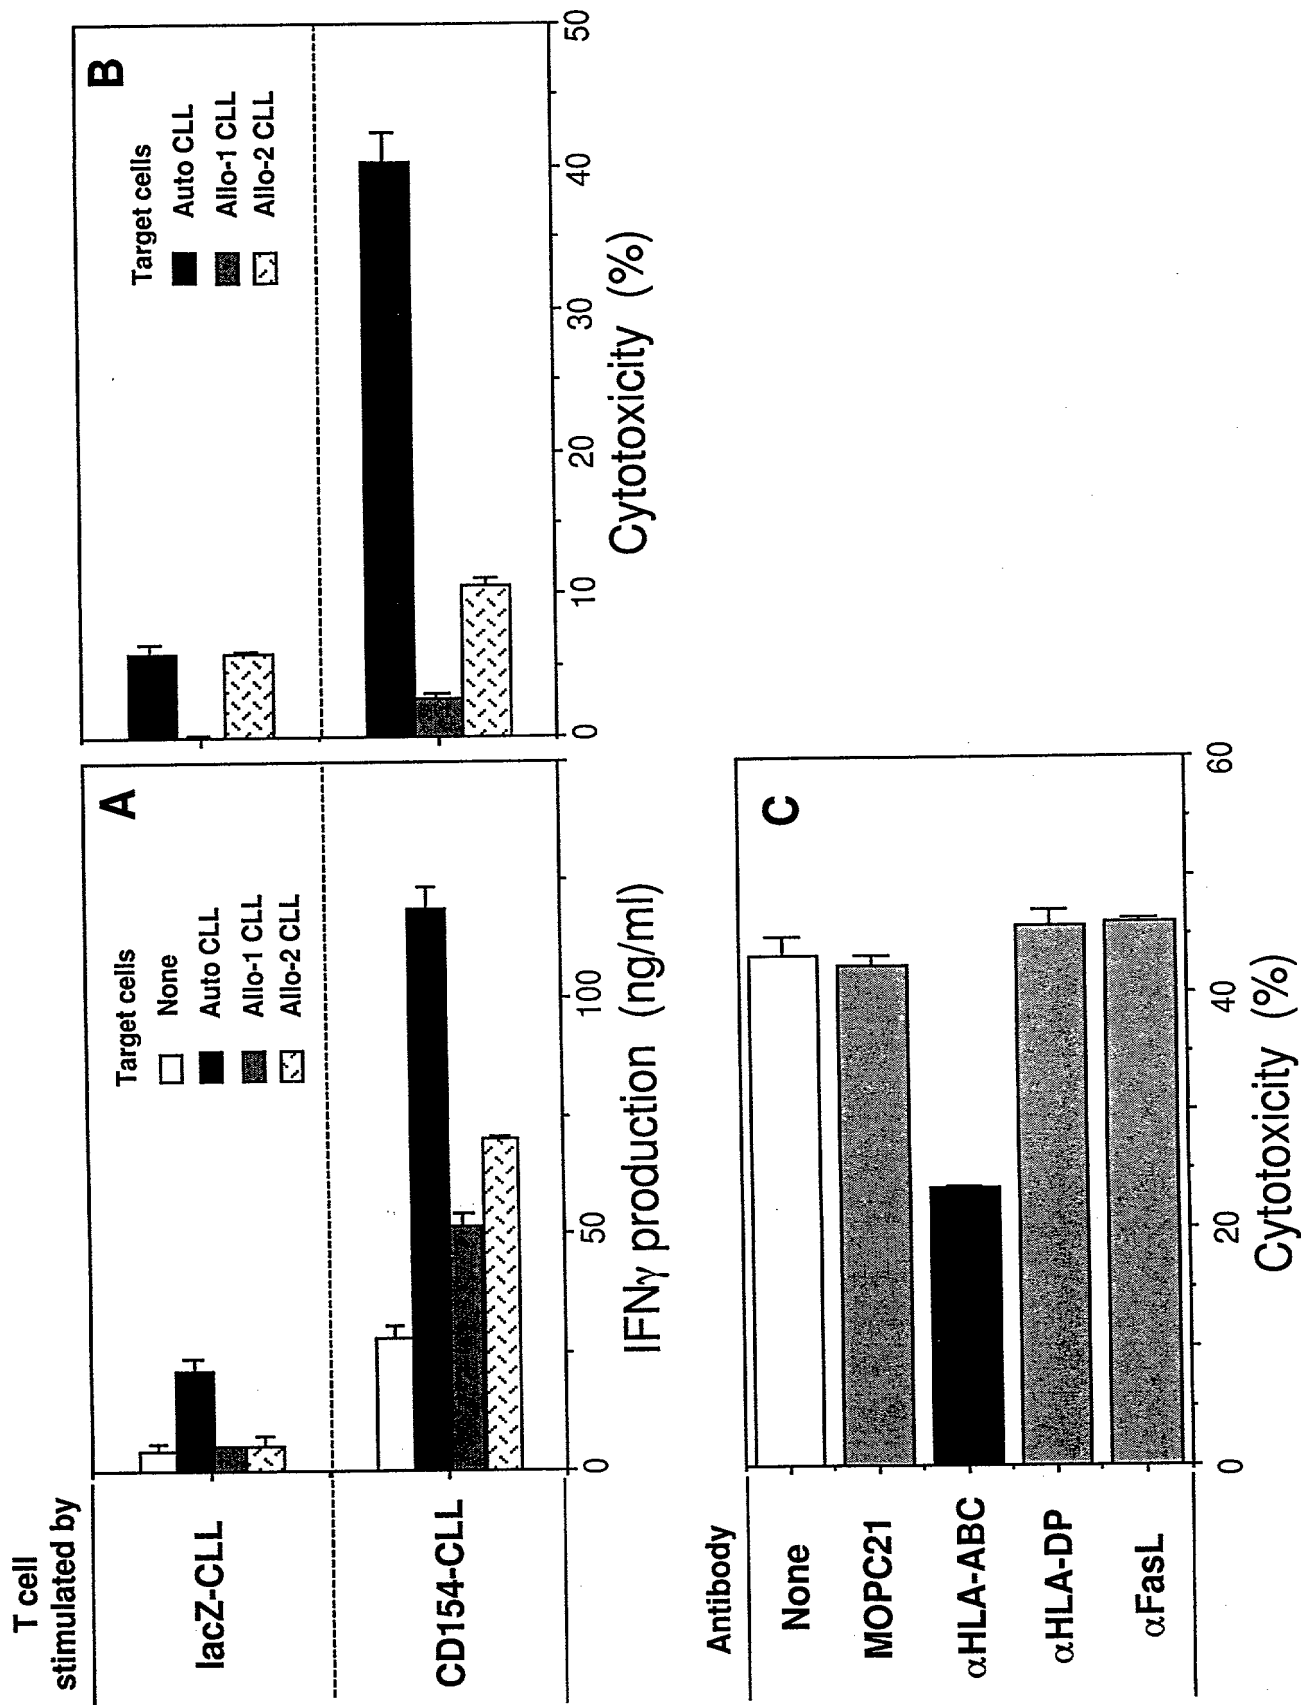 T cell
stimulated by
lacZ-CLL
CD154-CLL
A
Target cells
None
Auto CLL
Allo-1 CLL
Allo-2 CLL
0
50
100
IFNγ production (ng/ml)
B
Target cells
Auto CLL
Allo-1 CLL
Allo-2 CLL
0
10
20
30
40
50
Cytotoxicity (%)
Antibody
None
MOPC21
αHLA-ABC
αHLA-DP
αFasL
C
0
20
40
60
Cytotoxicity (%)